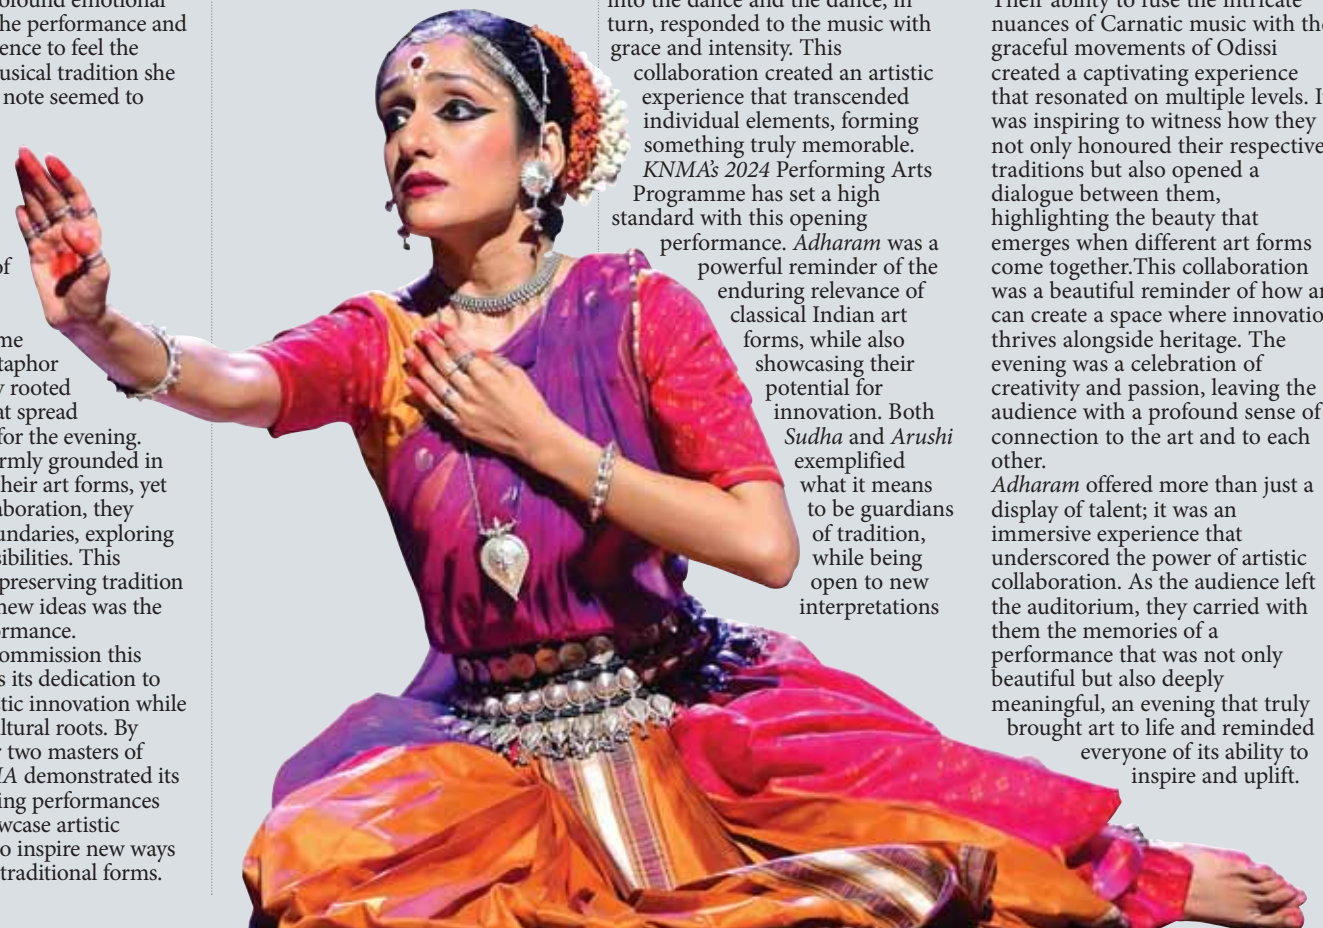 ofound emotional
he performance and
ence to feel the
usical tradition she
note seemed to
of
me
taphor
y rooted
at spread
for the evening.
rmly grounded in
heir art forms, yet
aboration, they
undaries, exploring
sibilities. This
preserving tradition
new ideas was the
ormance.
ommission this
s its dedication to
stic innovation while
ltural roots. By
r two masters of
MA demonstrated its
ing performances
wcase artistic
o inspire new ways
traditional forms.
into the dance and the dance, in
turn, responded to the music with
grace and intensity. This
collaboration created an artistic
experience that transcended
individual elements, forming
something truly memorable.
KNMA's 2024 Performing Arts
Programme has set a high
standard with this opening
performance. Adharam was a
powerful reminder of the
enduring relevance of
classical Indian art
forms, while also
showcasing their
potential for
innovation. Both
Sudha and Arushi
exemplified
what it means
to be guardians
of tradition,
while being
open to new
interpretations
Their ability to fuse the intricate
nuances of Carnatic music with the
graceful movements of Odissi
created a captivating experience
that resonated on multiple levels. I
was inspiring to witness how they
not only honoured their respective
traditions but also opened a
dialogue between them,
highlighting the beauty that
emerges when different art forms
come together.This collaboration
was a beautiful reminder of how ar
can create a space where innovatio
thrives alongside heritage. The
evening was a celebration of
creativity and passion, leaving the
audience with a profound sense of
connection to the art and to each
other.
Adharam offered more than just a
display of talent; it was an
immersive experience that
underscored the power of artistic
collaboration. As the audience left
the auditorium, they carried with
them the memories of a
performance that was not only
beautiful but also deeply
meaningful, an evening that truly
brought art to life and reminded
everyone of its ability to
inspire and uplift.